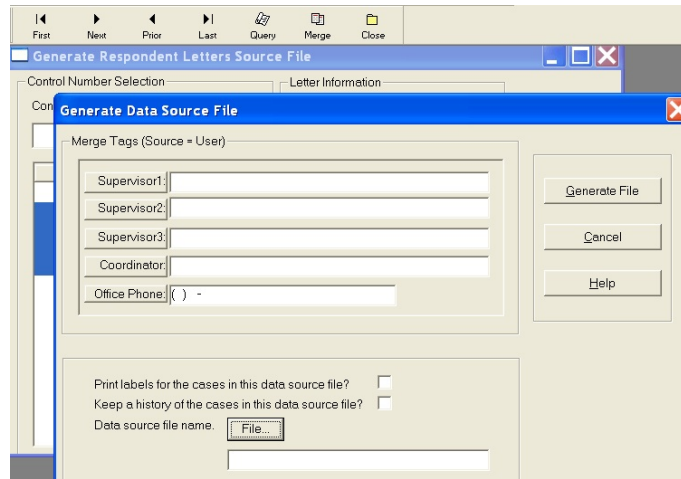 First Next Prior Last Query Merge Close
Generate Respondent Letters Source File
Control Number Selection Letter Information
Con
Generate Data Source File
Merge Tags (Source = User)
Supervisor1:
Generate File
Supervisor2:
Supervisor3:
Cancel
Coordinator:
Help
Office Phone: ( ) -
Print labels for the cases in this data source file?
Keep a history of the cases in this data source file?
Data source file name. File...